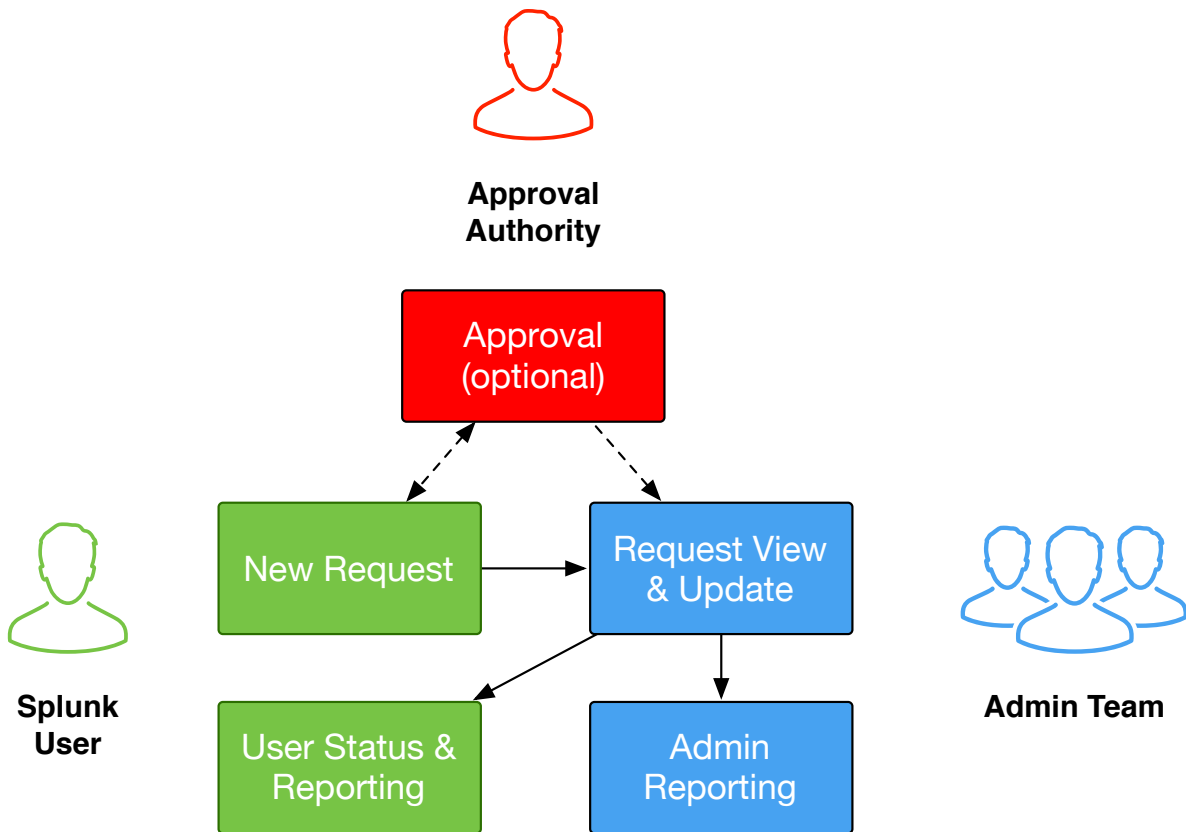 Approval
Authority
Approval
(optional)
New Request
Request View
& Update
Splunk
User
Admin Team
User Status &
Reporting
Admin
Reporting